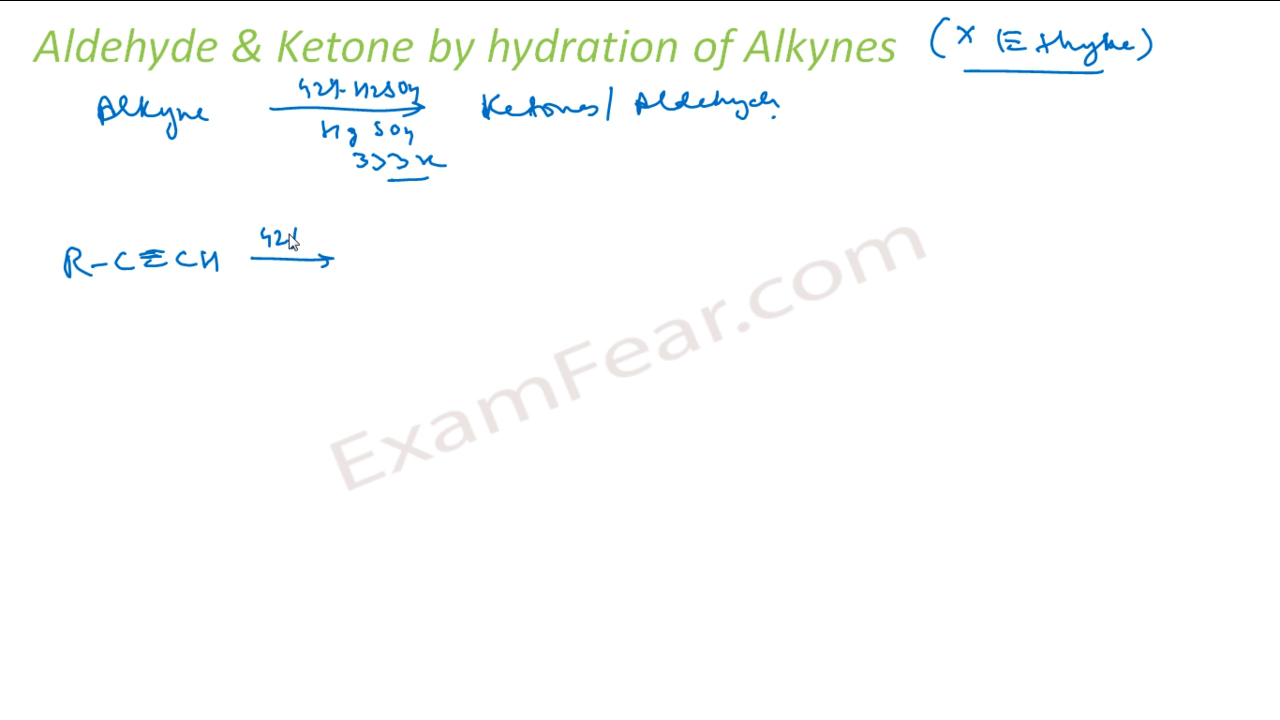 Aldehyde & Ketone by hydration of Alkynes (x Ethyne)
Alkyne 42% H2SO4 Ketones/ Aldehyde.
HgSO4
333K
R-C≡CH 42%
ExamFear.com